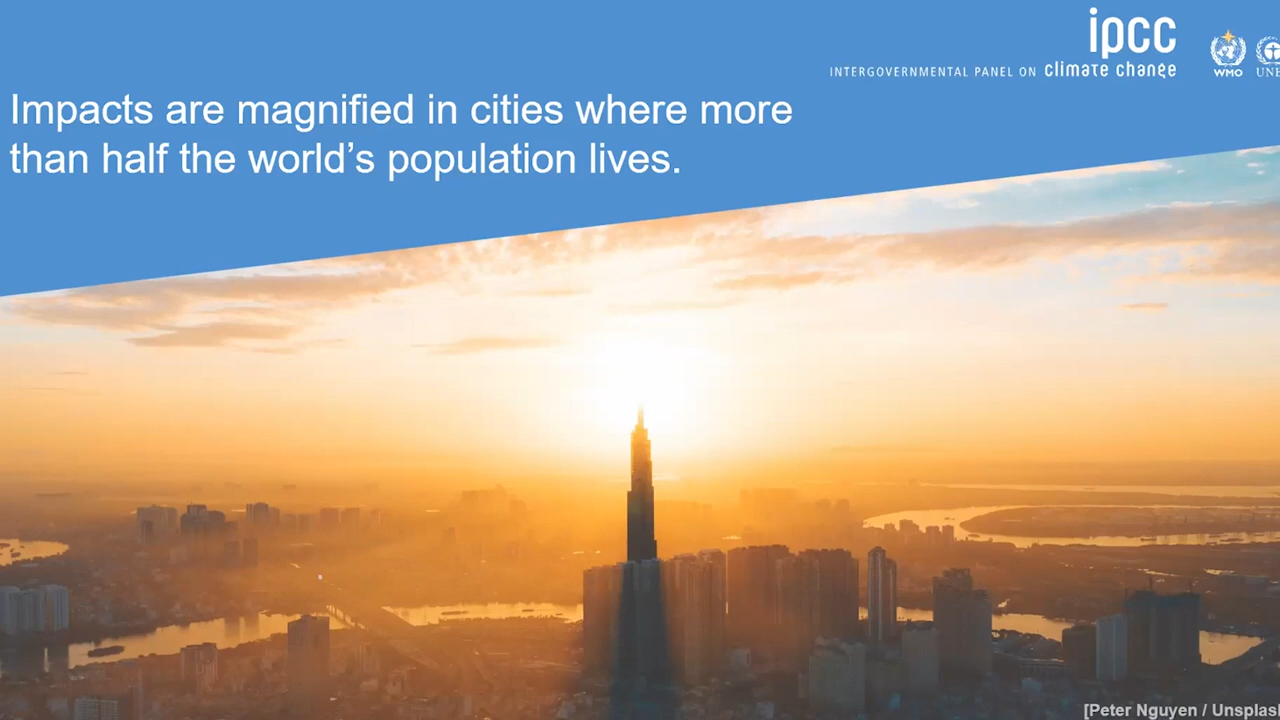 ipcc
INTERGOVERNMENTAL PANEL ON climate change
WMO
Impacts are magnified in cities where more
than half the world’s population lives.
[Peter Nguyen / Unsplas